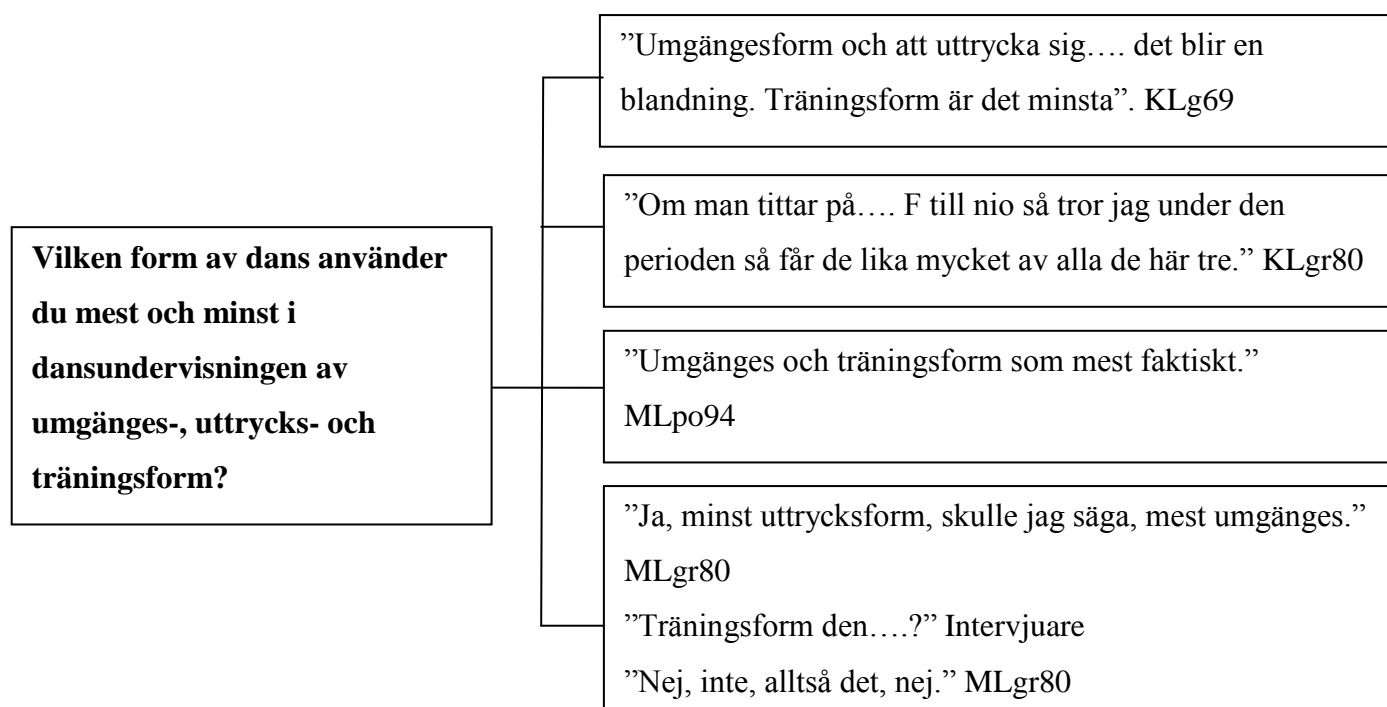 Vilken form av dans använder
du mest och minst i
dansundervisningen av
umgänges-, uttrycks- och
träningsform?
”Umgängesform och att uttrycka sig…. det blir en
blandning. Träningsform är det minsta”. KLg69
”Om man tittar på…. F till nio så tror jag under den
perioden så får de lika mycket av alla de här tre.” KLgr80
”Umgänges och träningsform som mest faktiskt.”
MLpo94
”Ja, minst uttrycksform, skulle jag säga, mest umgänges.”
MLgr80
”Träningsform den….?” Intervjuare
”Nej, inte, alltså det, nej.” MLgr80